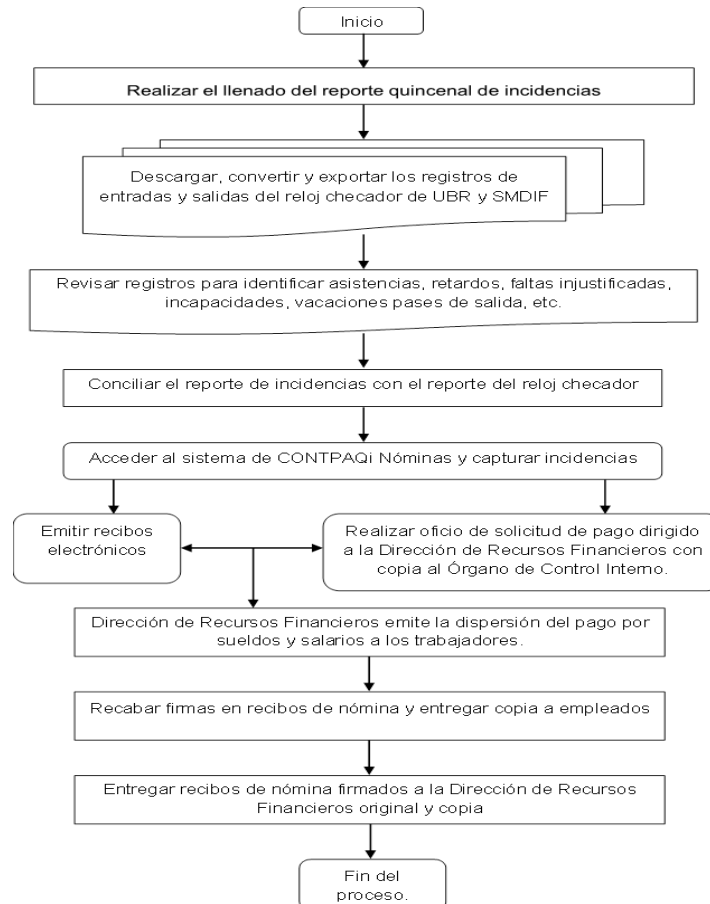 Inicio
Realizar el llenado del reporte quincenal de incidencias
Descargar, convertir y exportar los registros de
entradas y salidas del reloj checador de UBR y SMDIF
Revisar registros para identificar asistencias, retardos, faltas injustificadas,
incapacidades, vacaciones pases de salida, etc.
Conciliar el reporte de incidencias con el reporte del reloj checador
Acceder al sistema de CONTPAQi Nóminas y capturar incidencias
Emitir recibos
electrónicos
Realizar oficio de solicitud de pago dirigido
a la Dirección de Recursos Financieros con
copia al Órgano de Control Interno.
Dirección de Recursos Financieros emite la dispersión del pago por
sueldos y salarios a los trabajadores.
Recabar firmas en recibos de nómina y entregar copia a empleados
Entregar recibos de nómina firmados a la Dirección de Recursos
Financieros original y copia
Fin del
proceso.